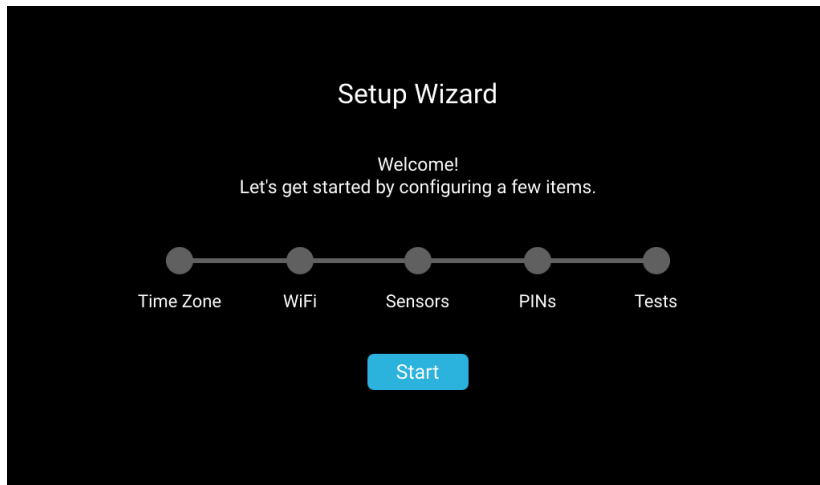 Setup Wizard
Welcome!
Let's get started by configuring a few items.
Time Zone WiFi Sensors PINs Tests
Start